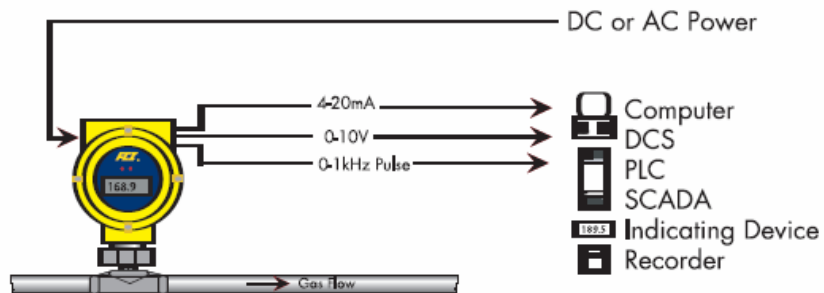 DC or AC Power
4-20mA
0-10V
0-1kHz Pulse
Computer
DCS
PLC
SCADA
189.5
Indicating Device
Recorder
168.9
Gas Flow